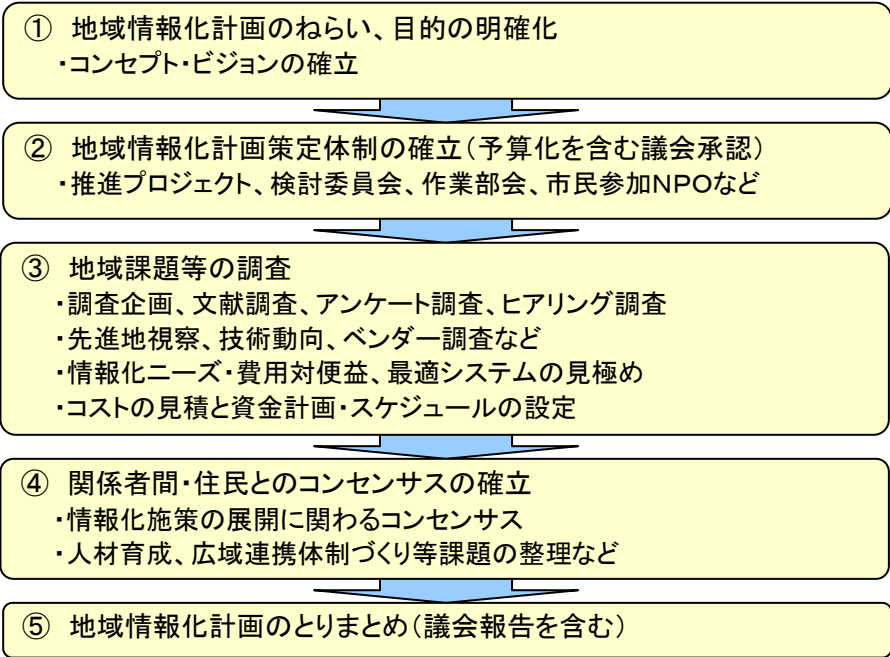 ① 地域情報化計画のねらい、目的の明確化
・コンセプト・ビジョンの確立
② 地域情報化計画策定体制の確立（予算化を含む議会承認）
・推進プロジェクト、検討委員会、作業部会、市民参加NPOなど
③ 地域課題等の調査
・調査企画、文献調査、アンケート調査、ヒアリング調査
・先進地視察、技術動向、ベンダー調査など
・情報化ニーズ・費用対便益、最適システムの見極め
・コストの見積と資金計画・スケジュールの設定
④ 関係者間・住民とのコンセンサスの確立
・情報化施策の展開に関わるコンセンサス
・人材育成、広域連携体制づくり等課題の整理など
⑤ 地域情報化計画のとりまとめ（議会報告を含む）